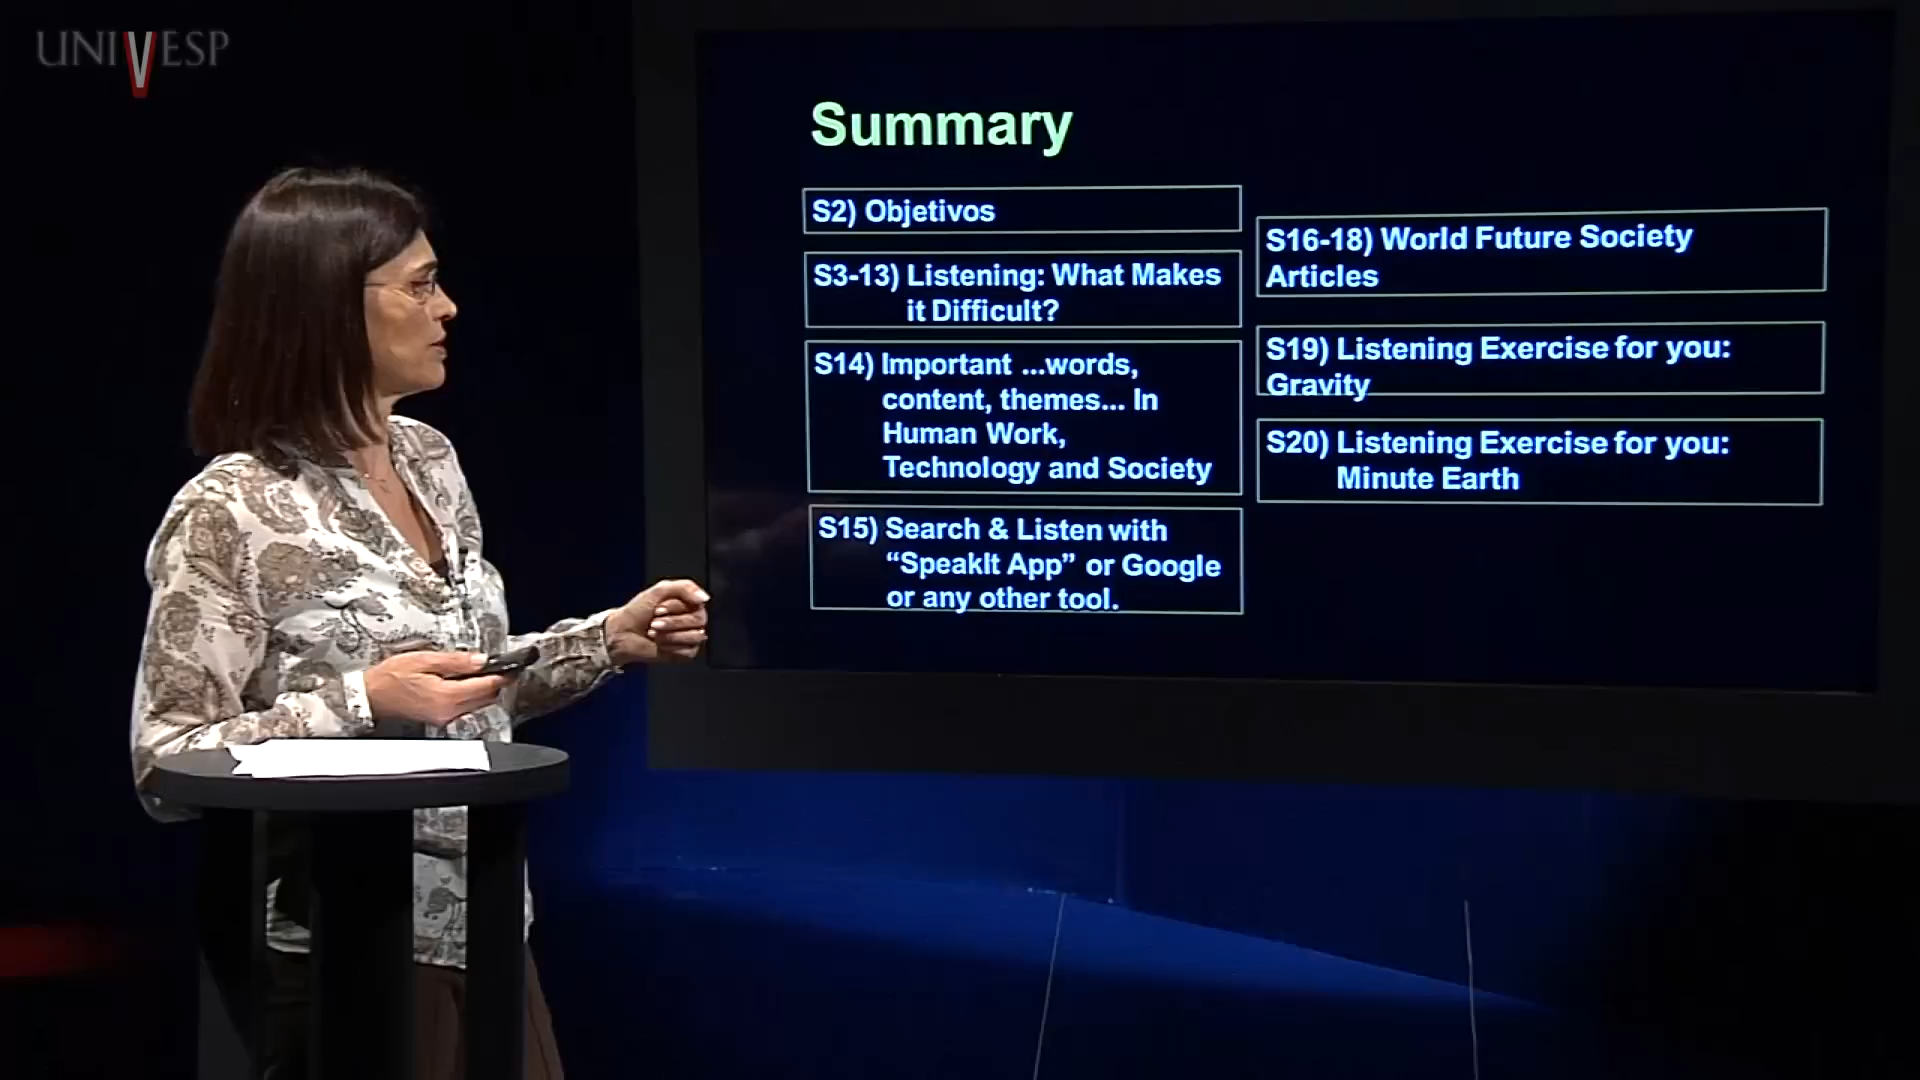 UNIVESP
Summary
S2) Objetivos
S3-13) Listening: What Makes
it Difficult?
S14) Important ...words,
content, themes... In
Human Work,
Technology and Society
S15) Search & Listen with
“SpeakIt App” or Google
or any other tool.
S16-18) World Future Society
Articles
S19) Listening Exercise for you:
Gravity
S20) Listening Exercise for you:
Minute Earth